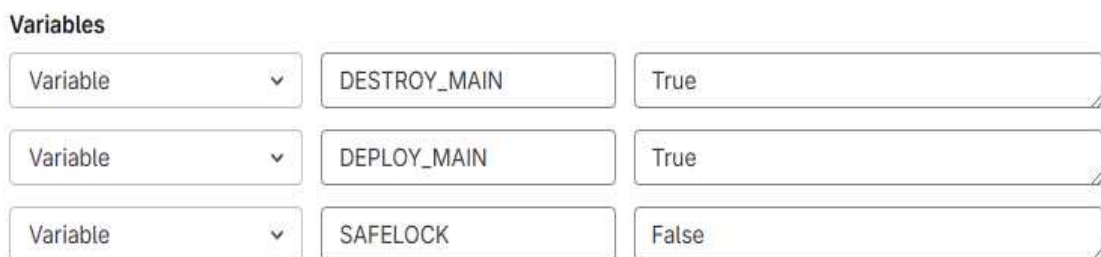 Variables
Variable DESTROY_MAIN True
Variable DEPLOY_MAIN True
Variable SAFELOCK False